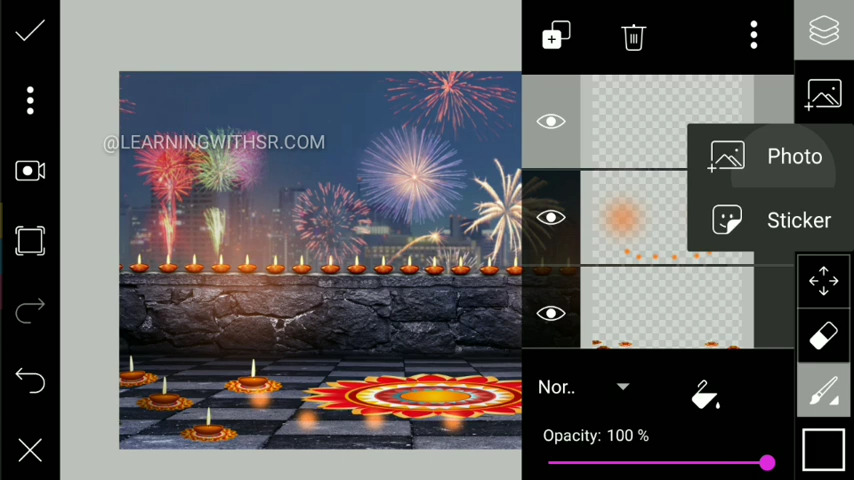 @LEARNINGWITHSR.COM
Photo
Sticker
Nor..
Opacity: 100 %